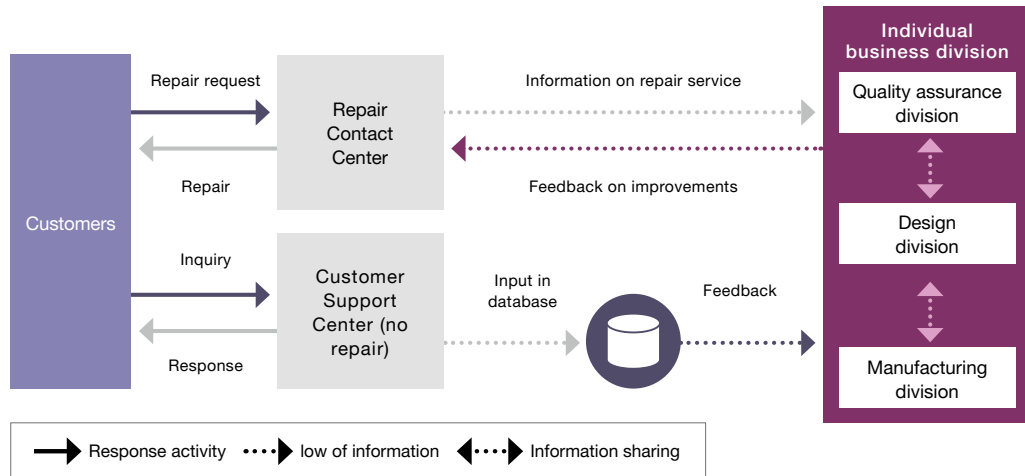 Individual
business division
Repair request
Information on repair service
Quality assurance
division
Repair
Contact
Center
Repair
Feedback on improvements
Customers
Design
division
Inquiry
Customer
Support
Center (no
repair)
Input in
database
Feedback
Response
Manufacturing
division
Response activity
low of information
Information sharing